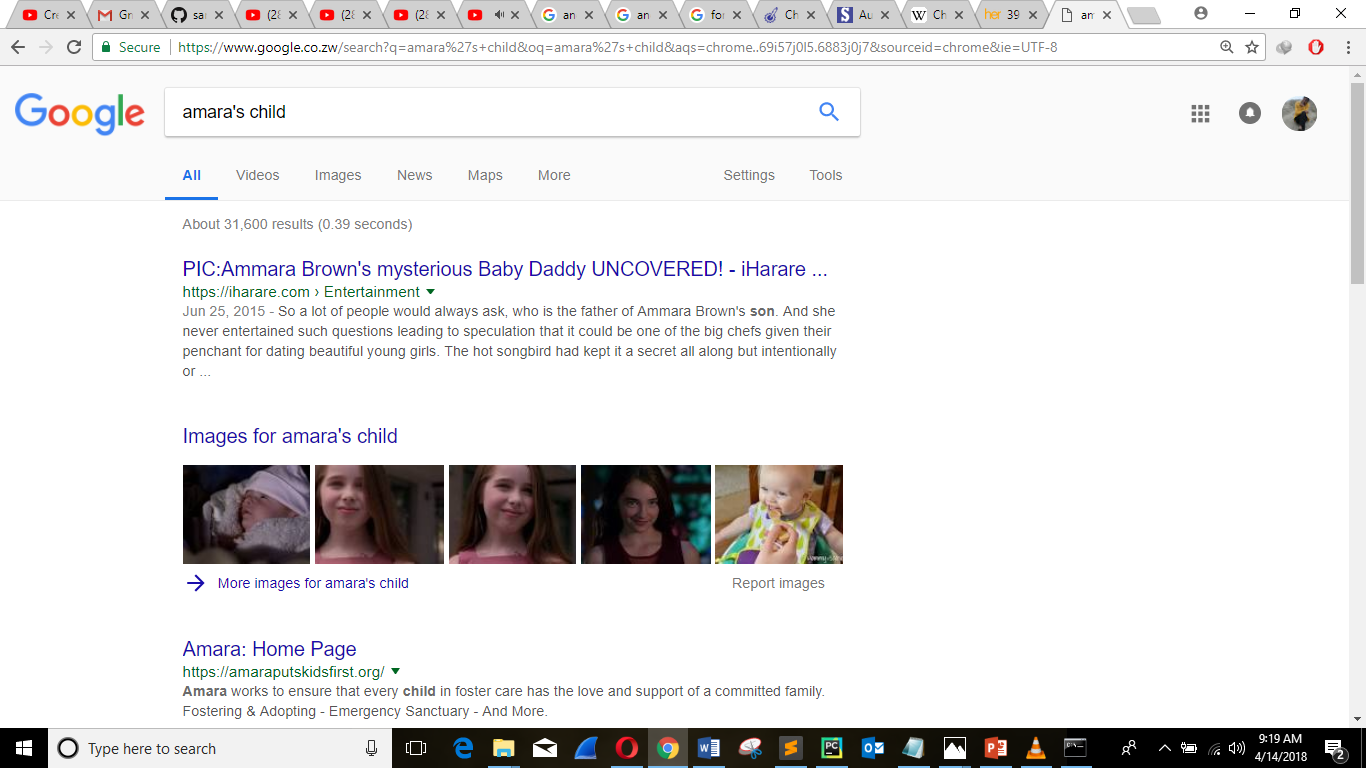 Cre
Gr
sa
(28
(28
(28
an
an
for
Ch
Au
Ch
39
an
Secure
https://www.google.co.zw/search?q=amara%27s+child&oq=amara%27s+child&aqs=chrome..69i57j0l5.6883j0j7&sourceid=chrome&ie=UTF-8
Google
amara's child
All Videos Images News Maps More Settings Tools
About 31,600 results (0.39 seconds)
PIC:Ammara Brown's mysterious Baby Daddy UNCOVERED! - iHarare ...
https://iharare.com › Entertainment
Jun 25, 2015 - So a lot of people would always ask, who is the father of Ammara Brown's son. And she
never entertained such questions leading to speculation that it could be one of the big chefs given their
penchant for dating beautiful young girls. The hot songbird had kept it a secret all along but intentionally
or ...
Images for amara's child
More images for amara's child
Report images
Amara: Home Page
https://amaraputskidsfirst.org/
Amara works to ensure that every child in foster care has the love and support of a committed family.
Fostering & Adopting - Emergency Sanctuary - And More.
Type here to search
9:19 AM
4/14/2018
2